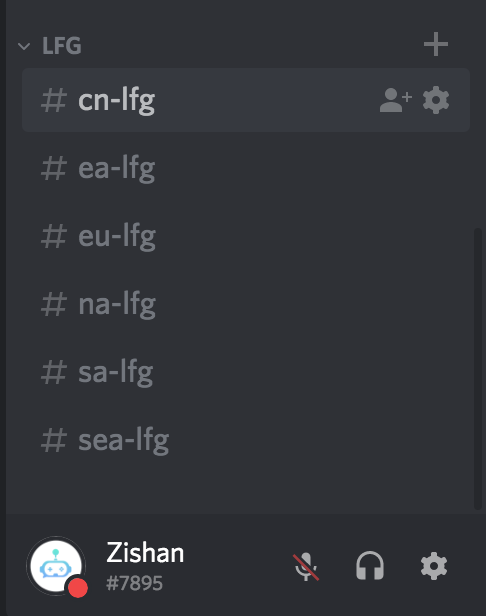 LFG
# cn-lfg
# ea-lfg
# eu-lfg
# na-lfg
# sa-lfg
# sea-lfg
Zishan
#7895